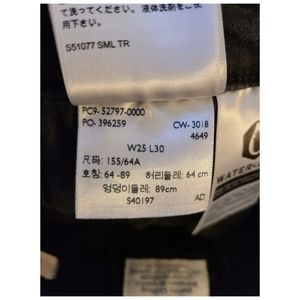 て洗ってください。液体洗剤をご使
用下さい。
S51077 SML TR
PC9-52797-0000
PO-396259
CW-3018
4649
W25 L30
尺码: 155/64A
호칭: 64-89 허리둘레: 64 cm
엉덩이둘레: 89cm
S40197 AD
WATER<